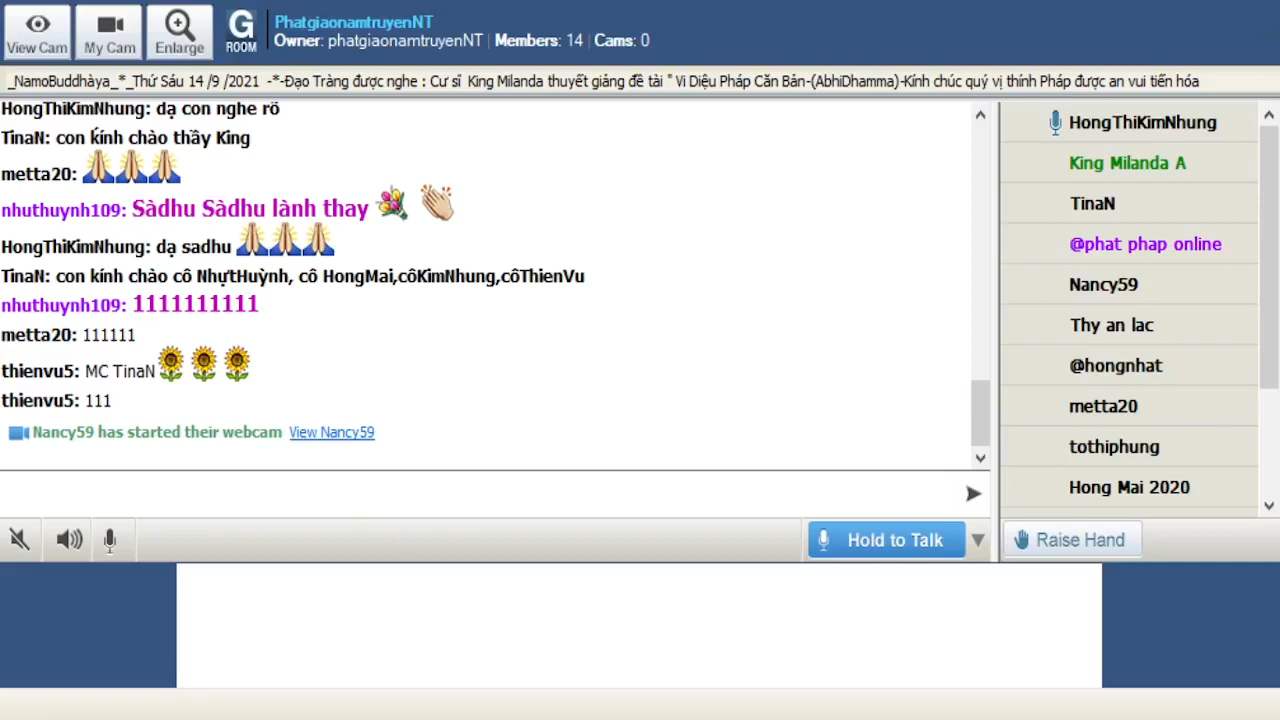 View Cam
My Cam
Enlarge
G
ROOM
PhatgiaonamtruyenNT
Owner: phatgiaonamtruyenNT | Members: 14 | Cams: 0
_NamoBuddhàya_*_Thứ Sáu 14 /9 /2021 -*-Đạo Tràng được nghe : Cư sĩ King Milanda thuyết giảng đề tài " Vi Diệu Pháp Căn Bản-(AbhiDhamma)-Kính chúc quý vị thính Pháp được an vui tiến hóa
HongThiKimNhung: dạ con nghe rõ
TinaN: con kính chào thầy King
metta20: 🙏🙏🙏
nhuthuynh109: Sàdhu Sàdhu lành thay 💐 👏
HongThiKimNhung: dạ sadhu 🙏🙏🙏
TinaN: con kính chào cô NhựtHuỳnh, cô HongMai,côKimNhung,côThienVu
nhuthuynh109: 1111111111
metta20: 111111
thienvu5: MC TinaN🌻🌻🌻
thienvu5: 111
Nancy59 has started their webcam View Nancy59
HongThiKimNhung
King Milanda A
TinaN
@phat phap online
Nancy59
Thy an lac
@hongnhat
metta20
tothiphung
Hong Mai 2020
Hold to Talk
Raise Hand